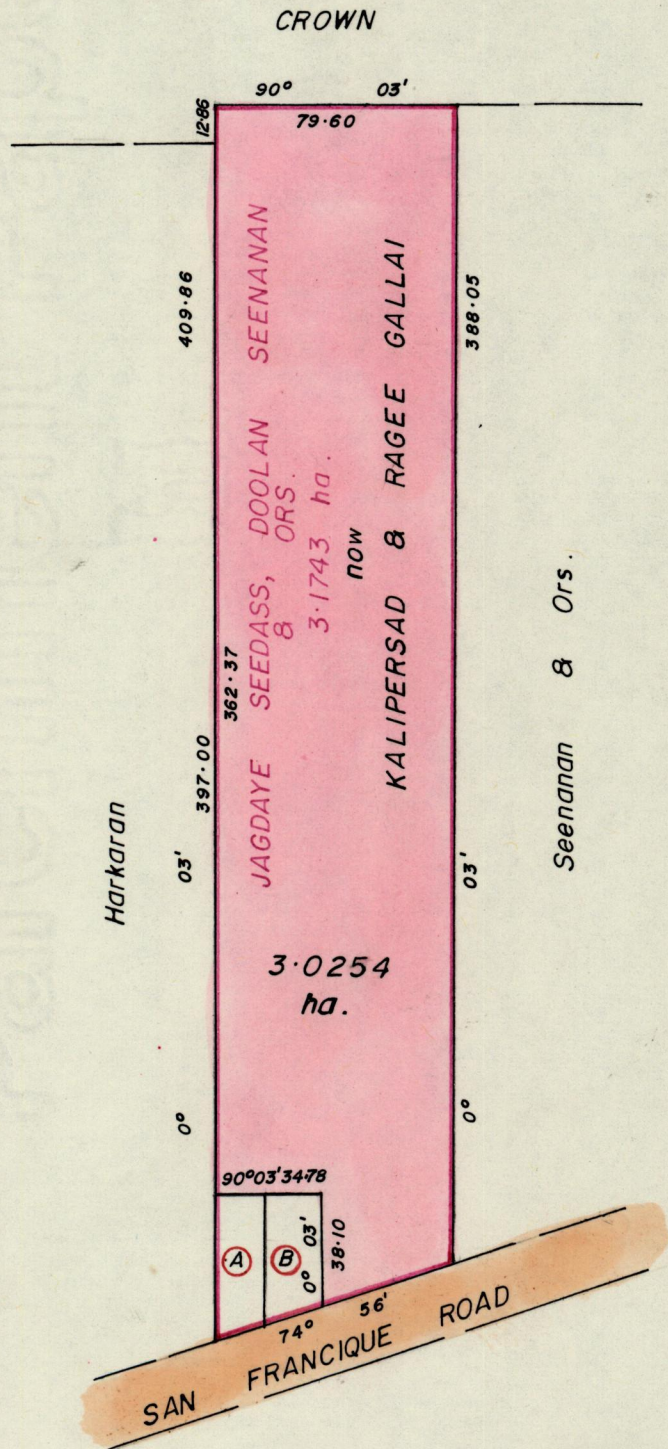 CROWN
90° 03'
12·86
79·60
409·86
388·05
JAGDAYE SEEDASS, DOOLAN SEENANAN
& ORS.
3·1743 ha.
now
KALIPERSAD & RAGEE GALLAI
362·37
397·00
Harkaran
Seenanan & Ors.
03'
03'
3·0254
ha.
0°
0°
90°03' 34·78
A
B
0° 03'
38·10
74° 56'
SAN FRANCIQUE ROAD